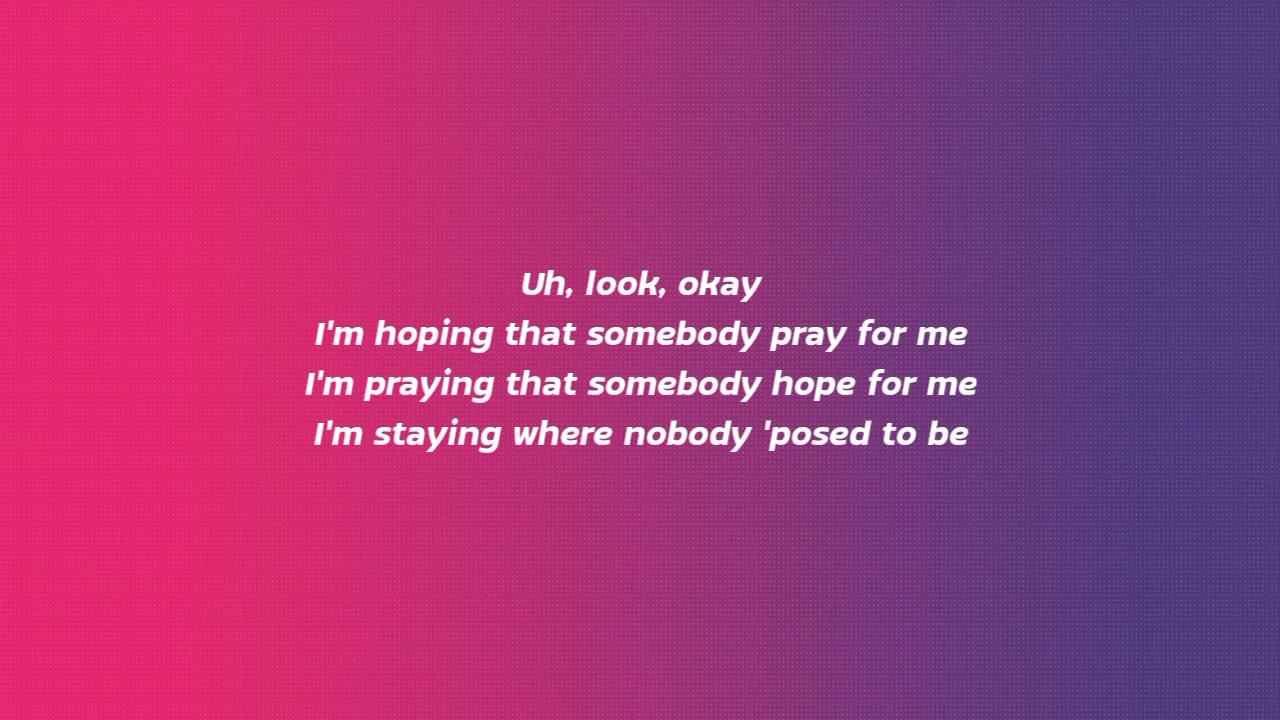 Uh, look, okay
I'm hoping that somebody pray for me
I'm praying that somebody hope for me
I'm staying where nobody 'posed to be